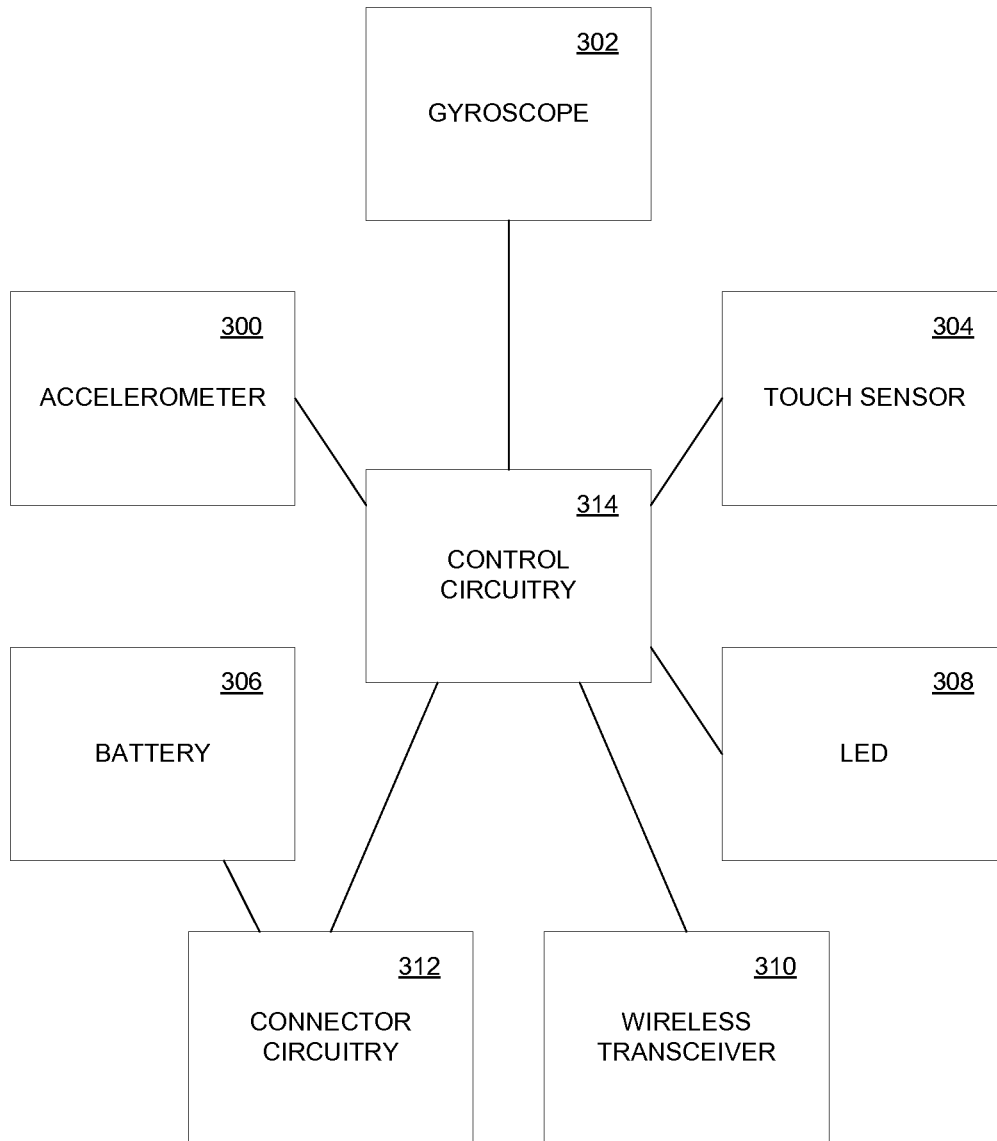 302
GYROSCOPE
300
ACCELEROMETER
304
TOUCH SENSOR
314
CONTROL
CIRCUITRY
306
BATTERY
308
LED
312
CONNECTOR
CIRCUITRY
310
WIRELESS
TRANSCEIVER